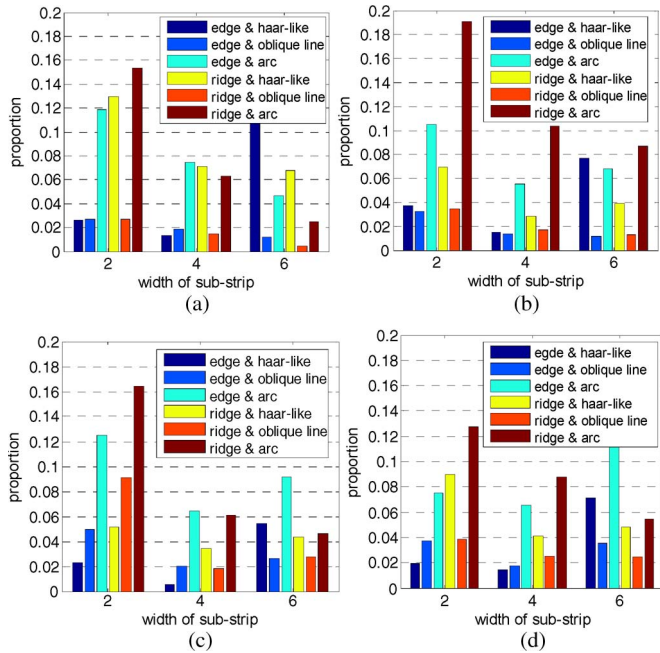 0.2
0.18
0.16
0.14
0.12
0.1
0.08
0.06
0.04
0.02
0
proportion
edge & haar-like
edge & oblique line
edge & arc
ridge & haar-like
ridge & oblique line
ridge & arc
2 4 6
width of sub-strip
(a)
0.2
0.18
0.16
0.14
0.12
0.1
0.08
0.06
0.04
0.02
0
proportion
edge & haar-like
edge & oblique line
edge & arc
ridge & haar-like
ridge & oblique line
ridge & arc
2 4 6
width of sub-strip
(b)
0.2
0.18
0.16
0.14
0.12
0.1
0.08
0.06
0.04
0.02
0
proportion
edge & haar-like
edge & oblique line
edge & arc
ridge & haar-like
ridge & oblique line
ridge & arc
2 4 6
width of sub-strip
(c)
0.2
0.18
0.16
0.14
0.12
0.1
0.08
0.06
0.04
0.02
0
proportion
egde & haar-like
edge & oblique line
edge & arc
ridge & haar-like
ridge & oblique line
ridge & arc
2 4 6
width of sub-strip
(d)